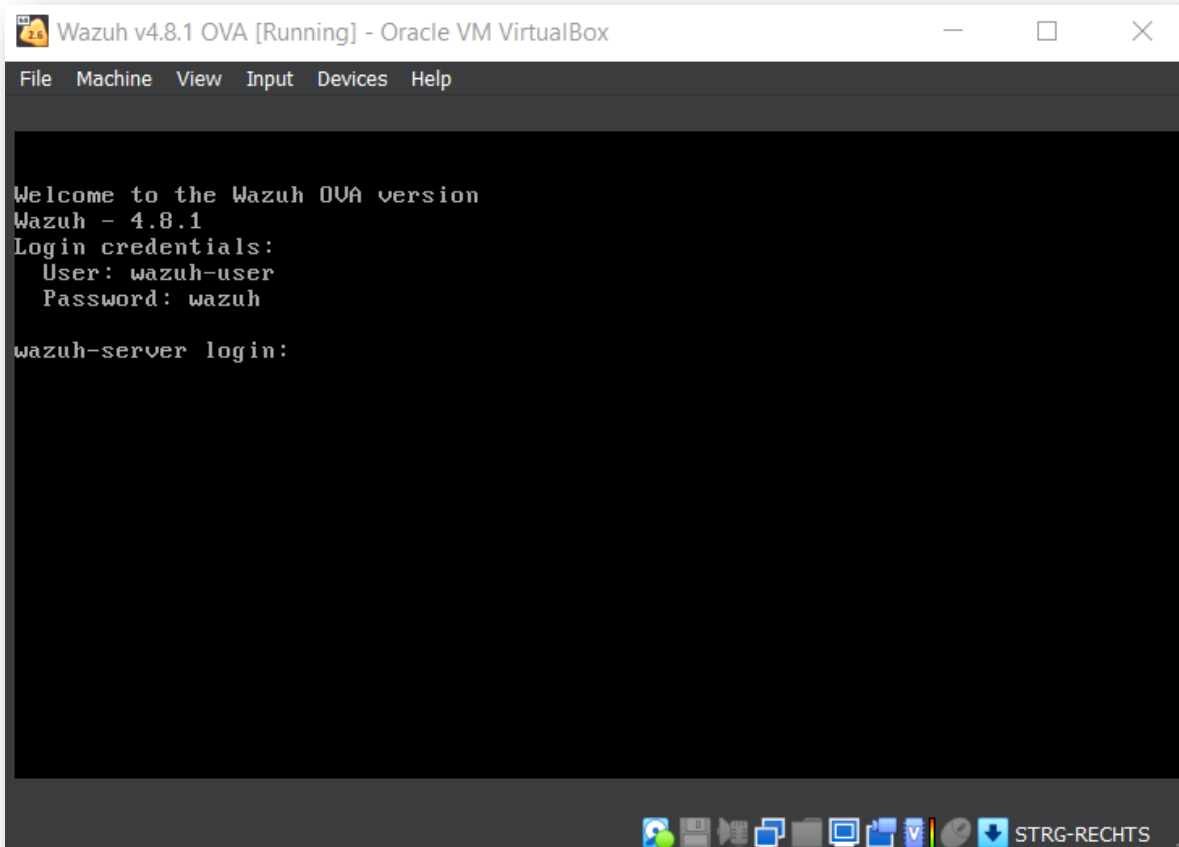 Wazuh v4.8.1 OVA [Running] - Oracle VM VirtualBox
File Machine View Input Devices Help
Welcome to the Wazuh OVA version
Wazuh - 4.8.1
Login credentials:
User: wazuh-user
Password: wazuh
wazuh-server login:
STRG-RECHTS